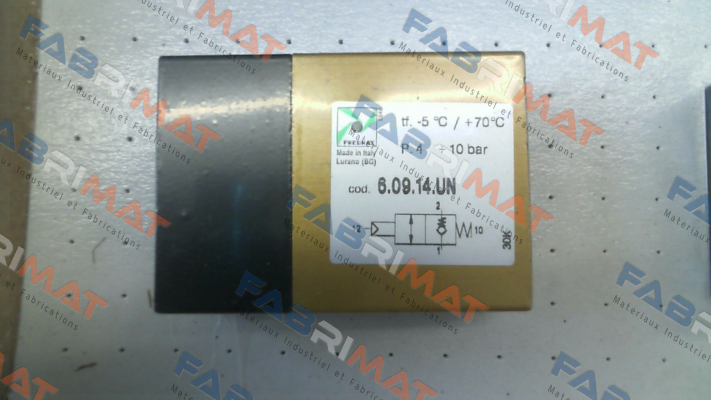 tf. -5 °C / +70°C
PNEUMAX
Made in Italy
Lurano (BG)
P 4 ÷ 10 bar
cod. 6.09.14.UN
2
12
10
1
30K
FABRIMAT
Matériaux Industriel et Fabrications